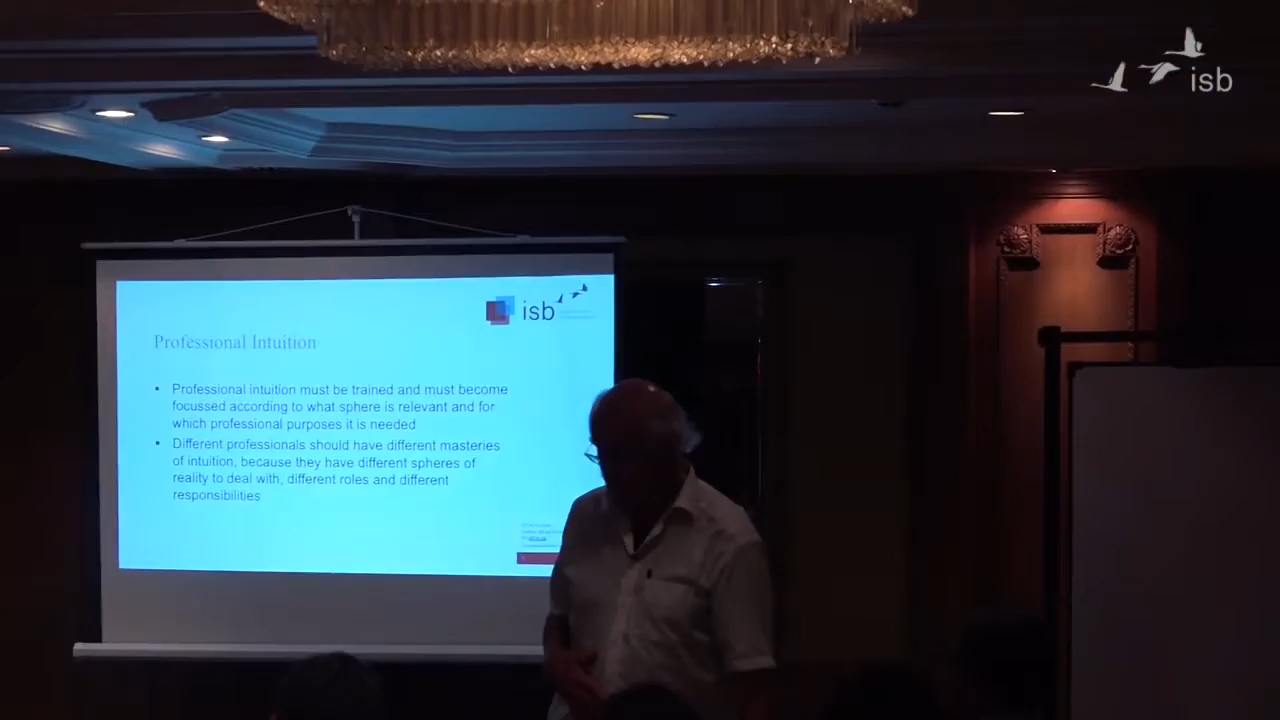 isb
isb
Professional Intuition
▪ Professional intuition must be trained and must become
focussed according to what sphere is relevant and for
which professional purposes it is needed
▪ Different professionals should have different masteries
of intuition, because they have different spheres of
reality to deal with, different roles and different
responsibilities